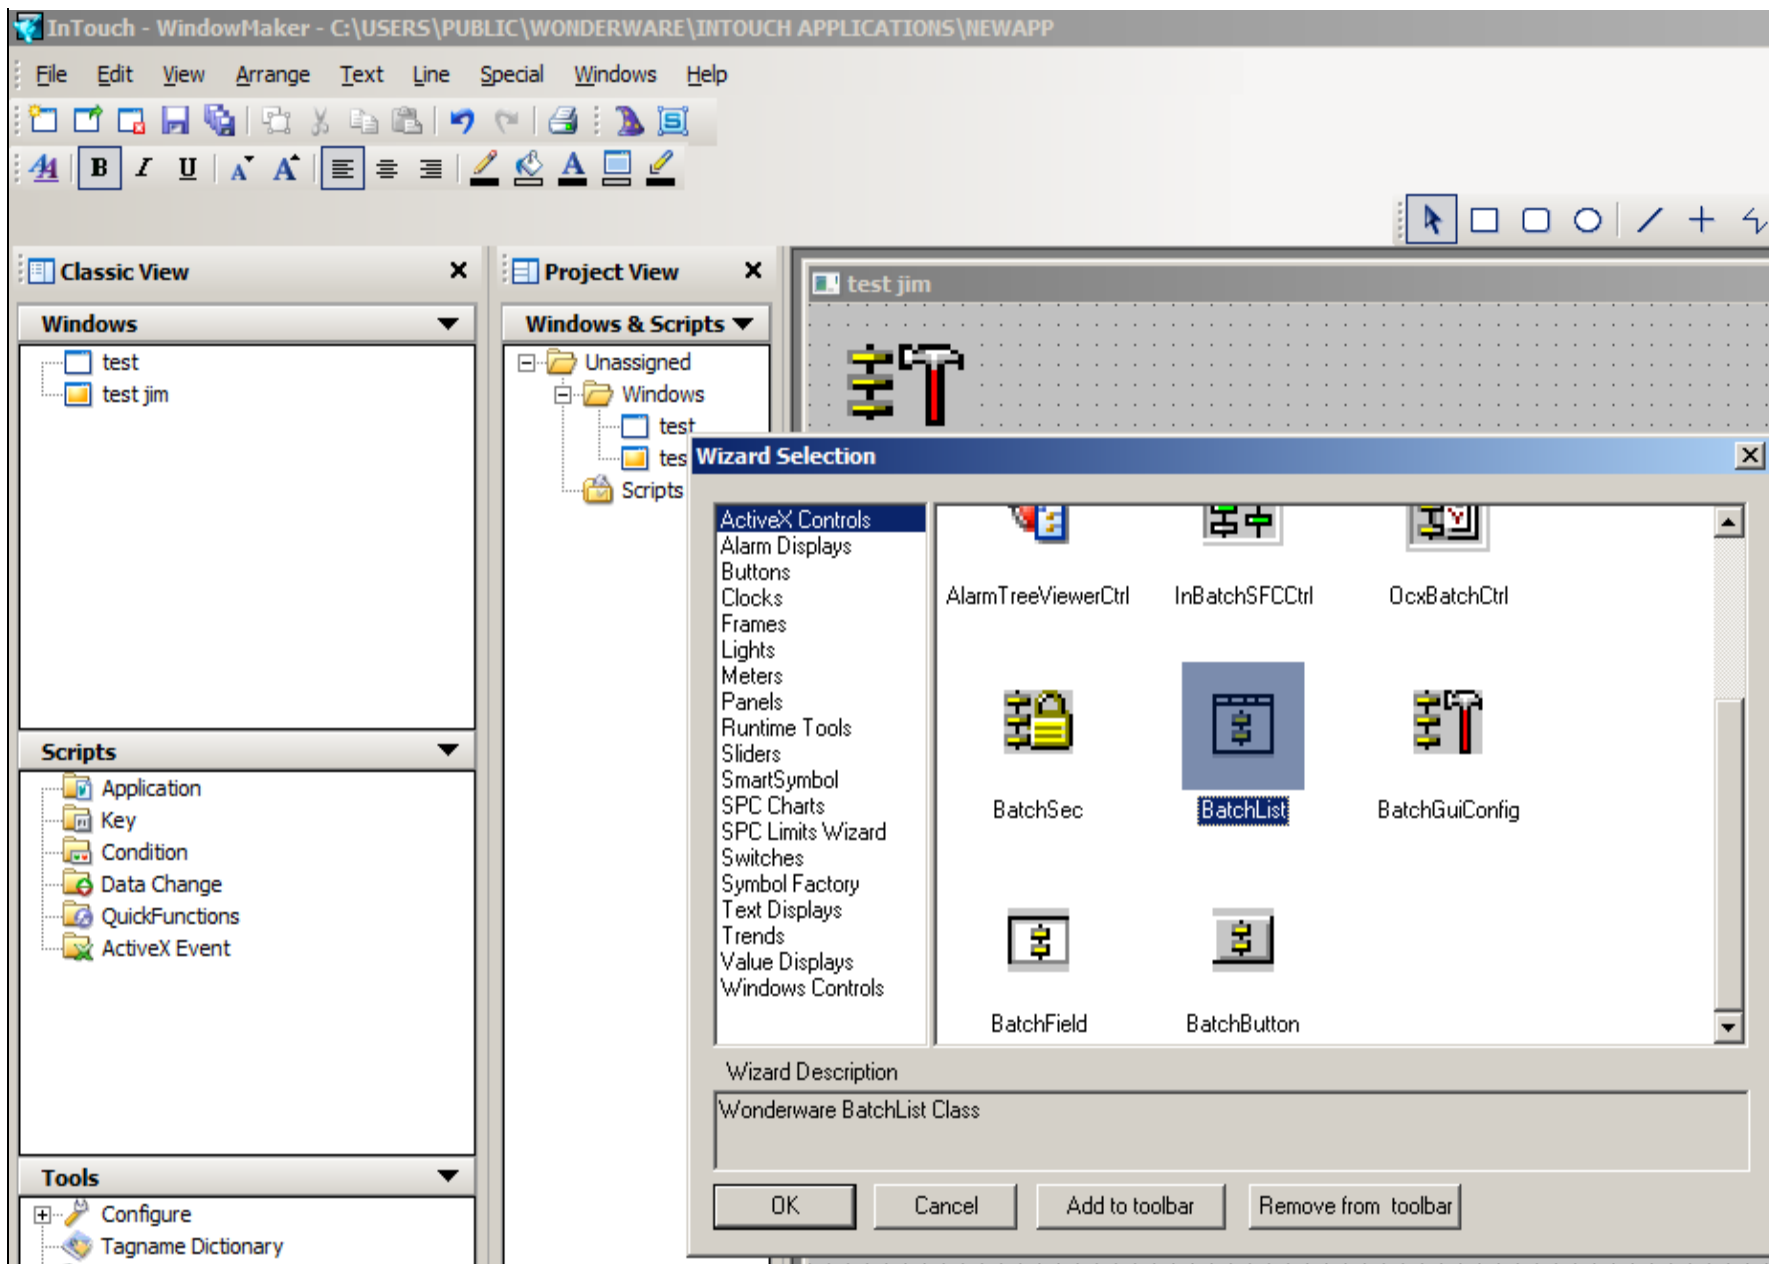 InTouch - WindowMaker - C:\USERS\PUBLIC\WONDERWARE\INTOUCH APPLICATIONS\NEWAPP
File Edit View Arrange Text Line Special Windows Help
B I U A A A
Classic View
Windows
test
test jim
Scripts
Application
Key
Condition
Data Change
QuickFunctions
ActiveX Event
Tools
Configure
Tagname Dictionary
Project View
Windows & Scripts
Unassigned
Windows
test
tes
Scripts
test jim
Wizard Selection
ActiveX Controls
Alarm Displays
Buttons
Clocks
Frames
Lights
Meters
Panels
Runtime Tools
Sliders
SmartSymbol
SPC Charts
SPC Limits Wizard
Switches
Symbol Factory
Text Displays
Trends
Value Displays
Windows Controls
AlarmTreeViewerCtrl InBatchSFCCtrl OcxBatchCtrl
BatchSec BatchList BatchGuiConfig
BatchField BatchButton
Wizard Description
Wonderware BatchList Class
OK Cancel Add to toolbar Remove from toolbar